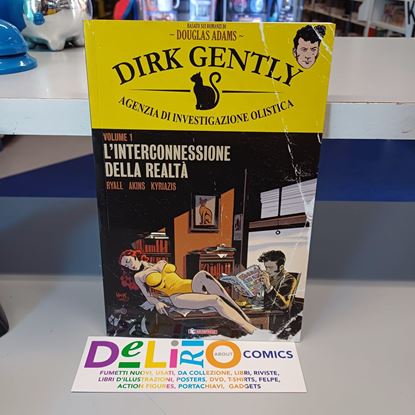 BASATO SUI ROMANZI DI
~ DOUGLAS ADAMS ~
DIRK GENTLY
AGENZIA DI INVESTIGAZIONE OLISTICA
VOLUME 1
L'INTERCONNESSIONE
DELLA REALTÀ
RYALL AKINS KYRIAZIS
DELIRIO
ABOUT
COMICS
FUMETTI NUOVI, USATI, DA COLLEZIONE, LIBRI, RIVISTE,
LIBRI D'ILLUSTRAZIONI, POSTERS, DVD, T-SHIRTS, FELPE,
ACTION FIGURES, PORTACHIAVI, GADGETS